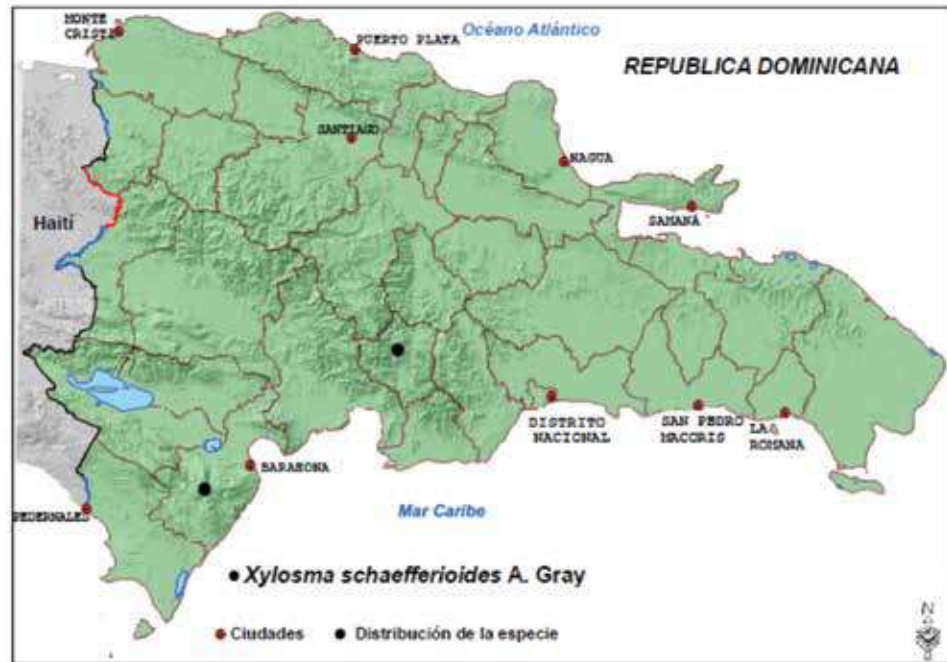 MONTE
CRISTI
Océano Atlántico
PUERTO PLATA
REPUBLICA DOMINICANA
SANTIAGO
NAGUA
SAMANÁ
Haití
DISTRITO
NACIONAL
SAN PEDRO
MACORIS
LA
ROMANA
BARAHONA
PEDERNALES
Mar Caribe
Xylosma schaefferioides A. Gray
Ciudades
Distribución de la especie
N